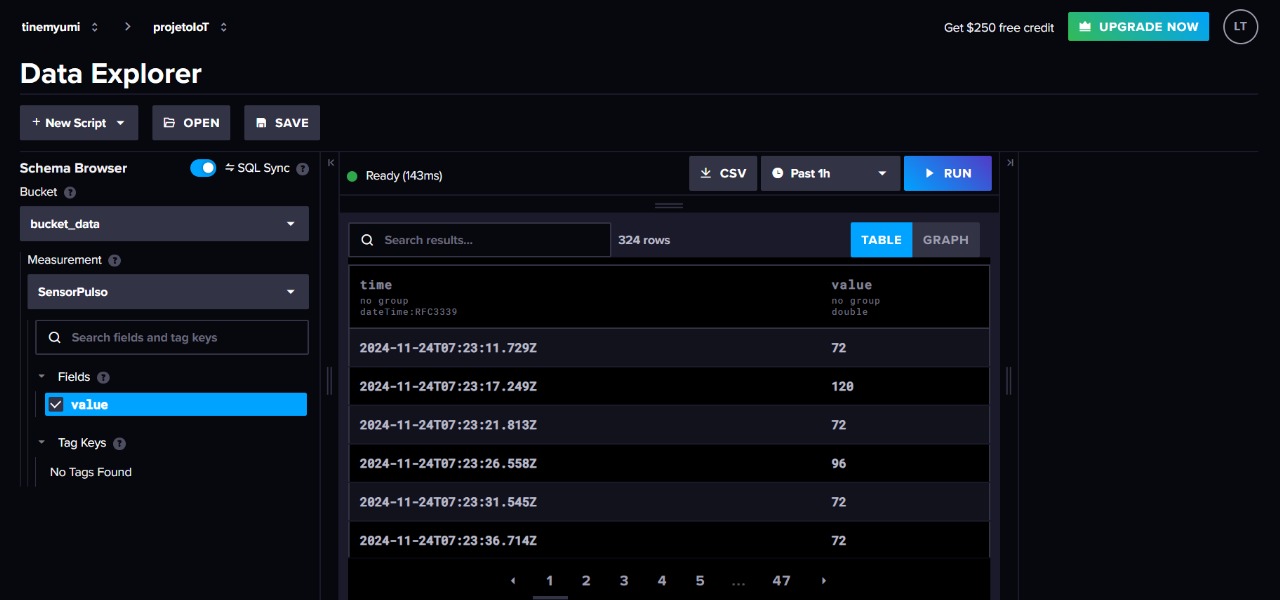 tinemyumi projetoIoT Get $250 free credit UPGRADE NOW LT
Data Explorer
+ New Script OPEN SAVE
Schema Browser SQL Sync ?
Bucket ?
bucket_data
Measurement ?
SensorPulso
Search fields and tag keys
Fields ?
value
Tag Keys ?
No Tags Found
Ready (143ms) CSV Past 1h RUN
Search results... 324 rows TABLE GRAPH
time value
no group no group
dateTime:RFC3339 double
2024-11-24T07:23:11.729Z 72
2024-11-24T07:23:17.249Z 120
2024-11-24T07:23:21.813Z 72
2024-11-24T07:23:26.558Z 96
2024-11-24T07:23:31.545Z 72
2024-11-24T07:23:36.714Z 72
1 2 3 4 5 ... 47